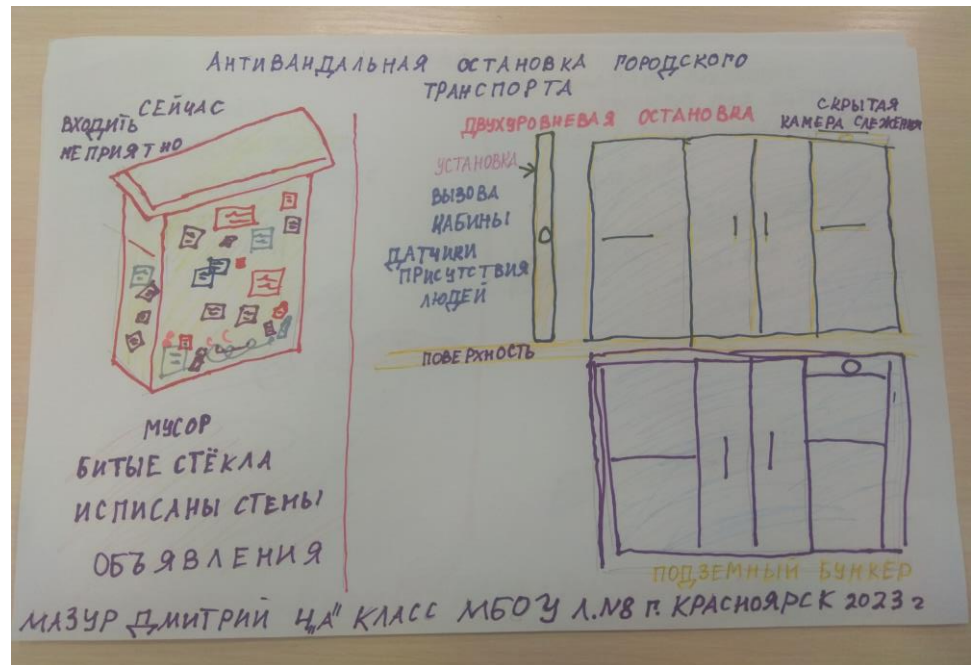 АНТИВАНДАЛЬНАЯ ОСТАНОВКА ГОРОДСКОГО
ТРАНСПОРТА
СЕЙЧАС
ВХОДИТЬ
НЕПРИЯТНО
МУСОР
БИТЫЕ СТЁКЛА
ИСПИСАНЫ СТЕНЫ
ОБЪЯВЛЕНИЯ
ДВУХУРОВНЕВАЯ ОСТАНОВКА
СКРЫТАЯ
КАМЕРА СЛЕЖЕНИЯ
УСТАНОВКА
ВЫЗОВА
КАБИНЫ
ДАТЧИКИ
ПРИСУТСТВИЯ
ЛЮДЕЙ
ПОВЕРХНОСТЬ
ПОДЗЕМНЫЙ БУНКЕР
МАЗУР ДМИТРИЙ 4„А" КЛАСС МБОУ Л.N8 Г. КРАСНОЯРСК 2023 г